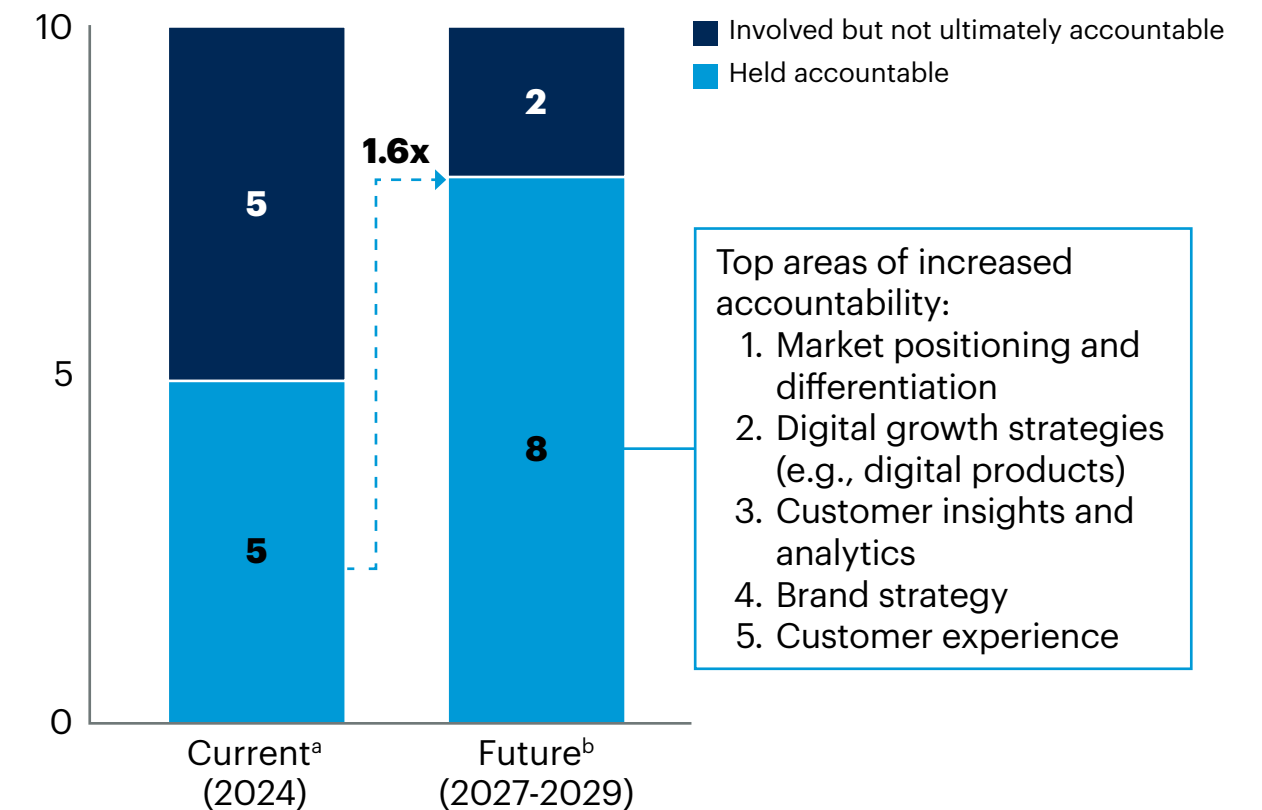 10
5
0
Involved but not ultimately accountable
Held accountable
5
5
1.6x
2
8
Top areas of increased
accountability:
1. Market positioning and
differentiation
2. Digital growth strategies
(e.g., digital products)
3. Customer insights and
analytics
4. Brand strategy
5. Customer experience
Currentᵃ
(2024)
Futureᵇ
(2027-2029)